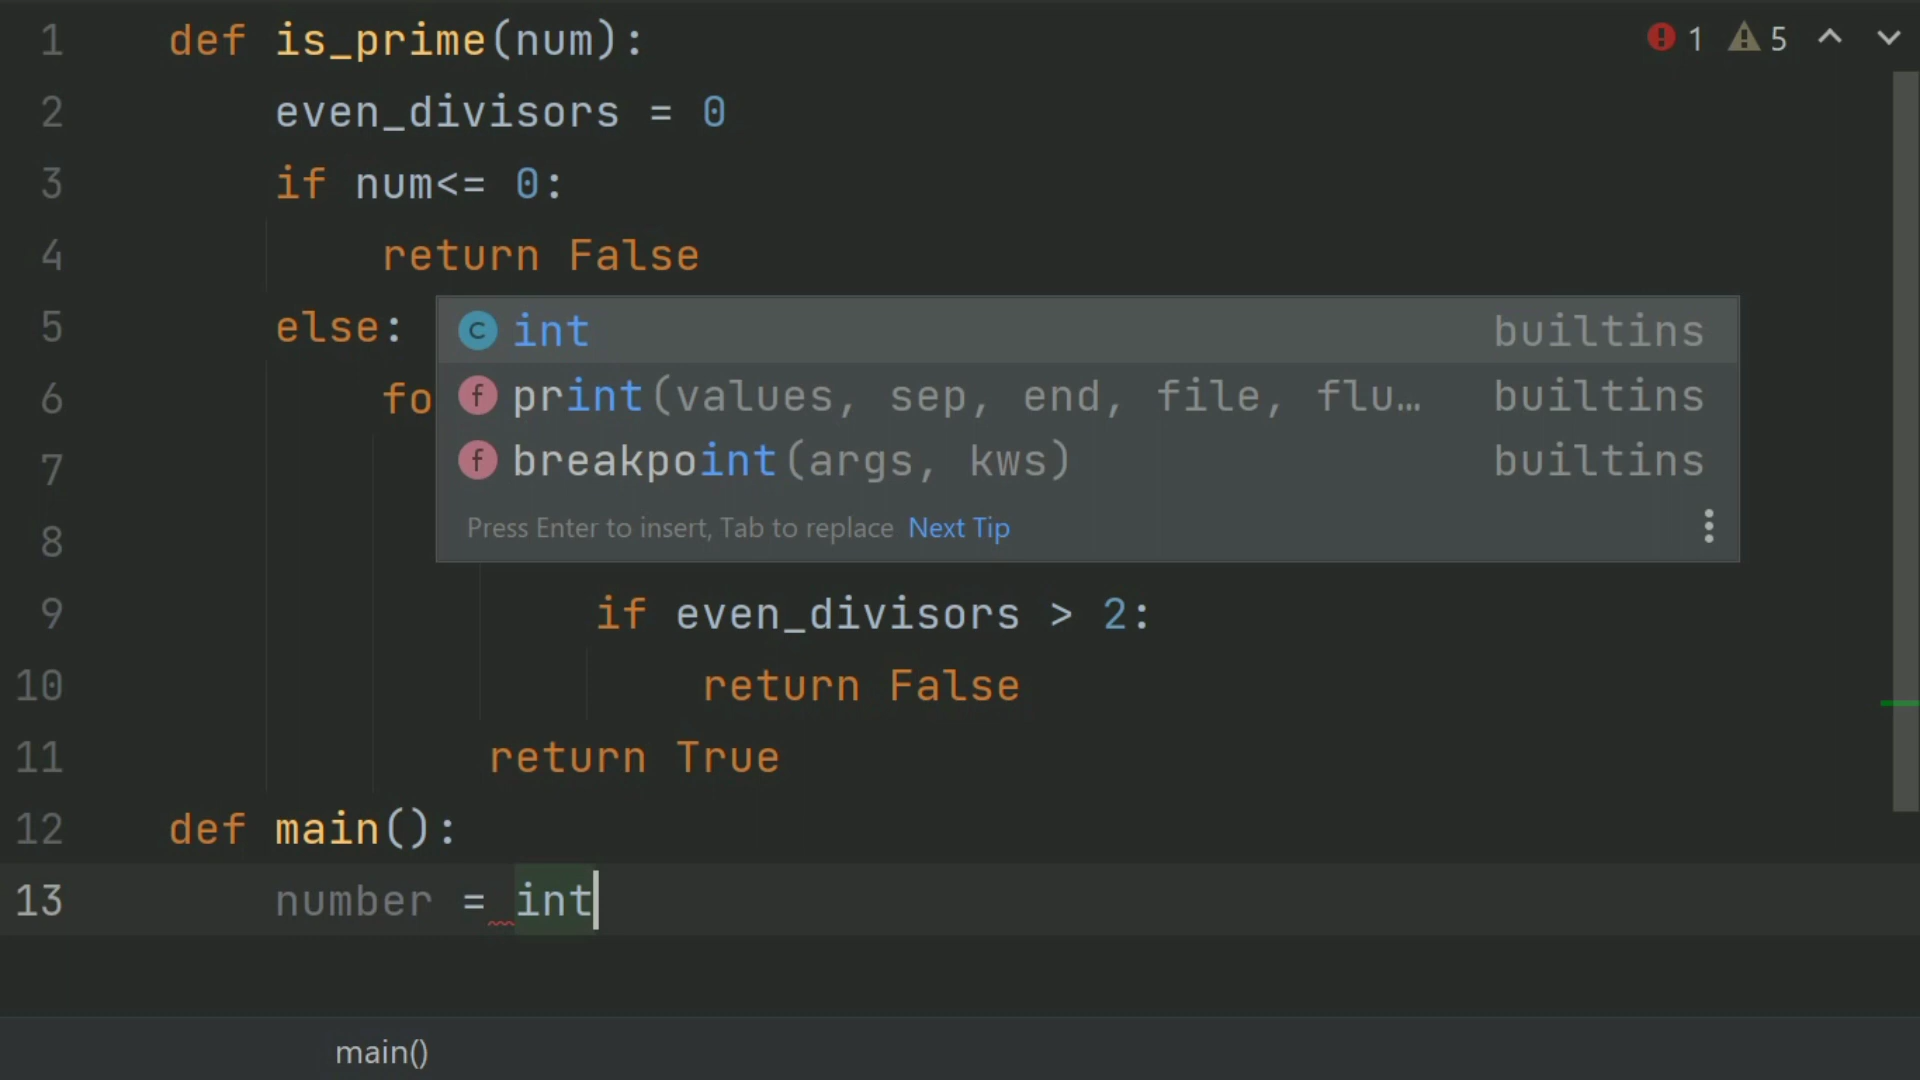 1 def is_prime(num):
2 even_divisors = 0
3 if num<= 0:
4 return False
5 else:
6 fo
7
8
9 if even_divisors > 2:
10 return False
11 return True
12 def main():
13 number = int
1 5
int builtins
print(values, sep, end, file, flu… builtins
breakpoint(args, kws) builtins
Press Enter to insert, Tab to replace Next Tip
main()